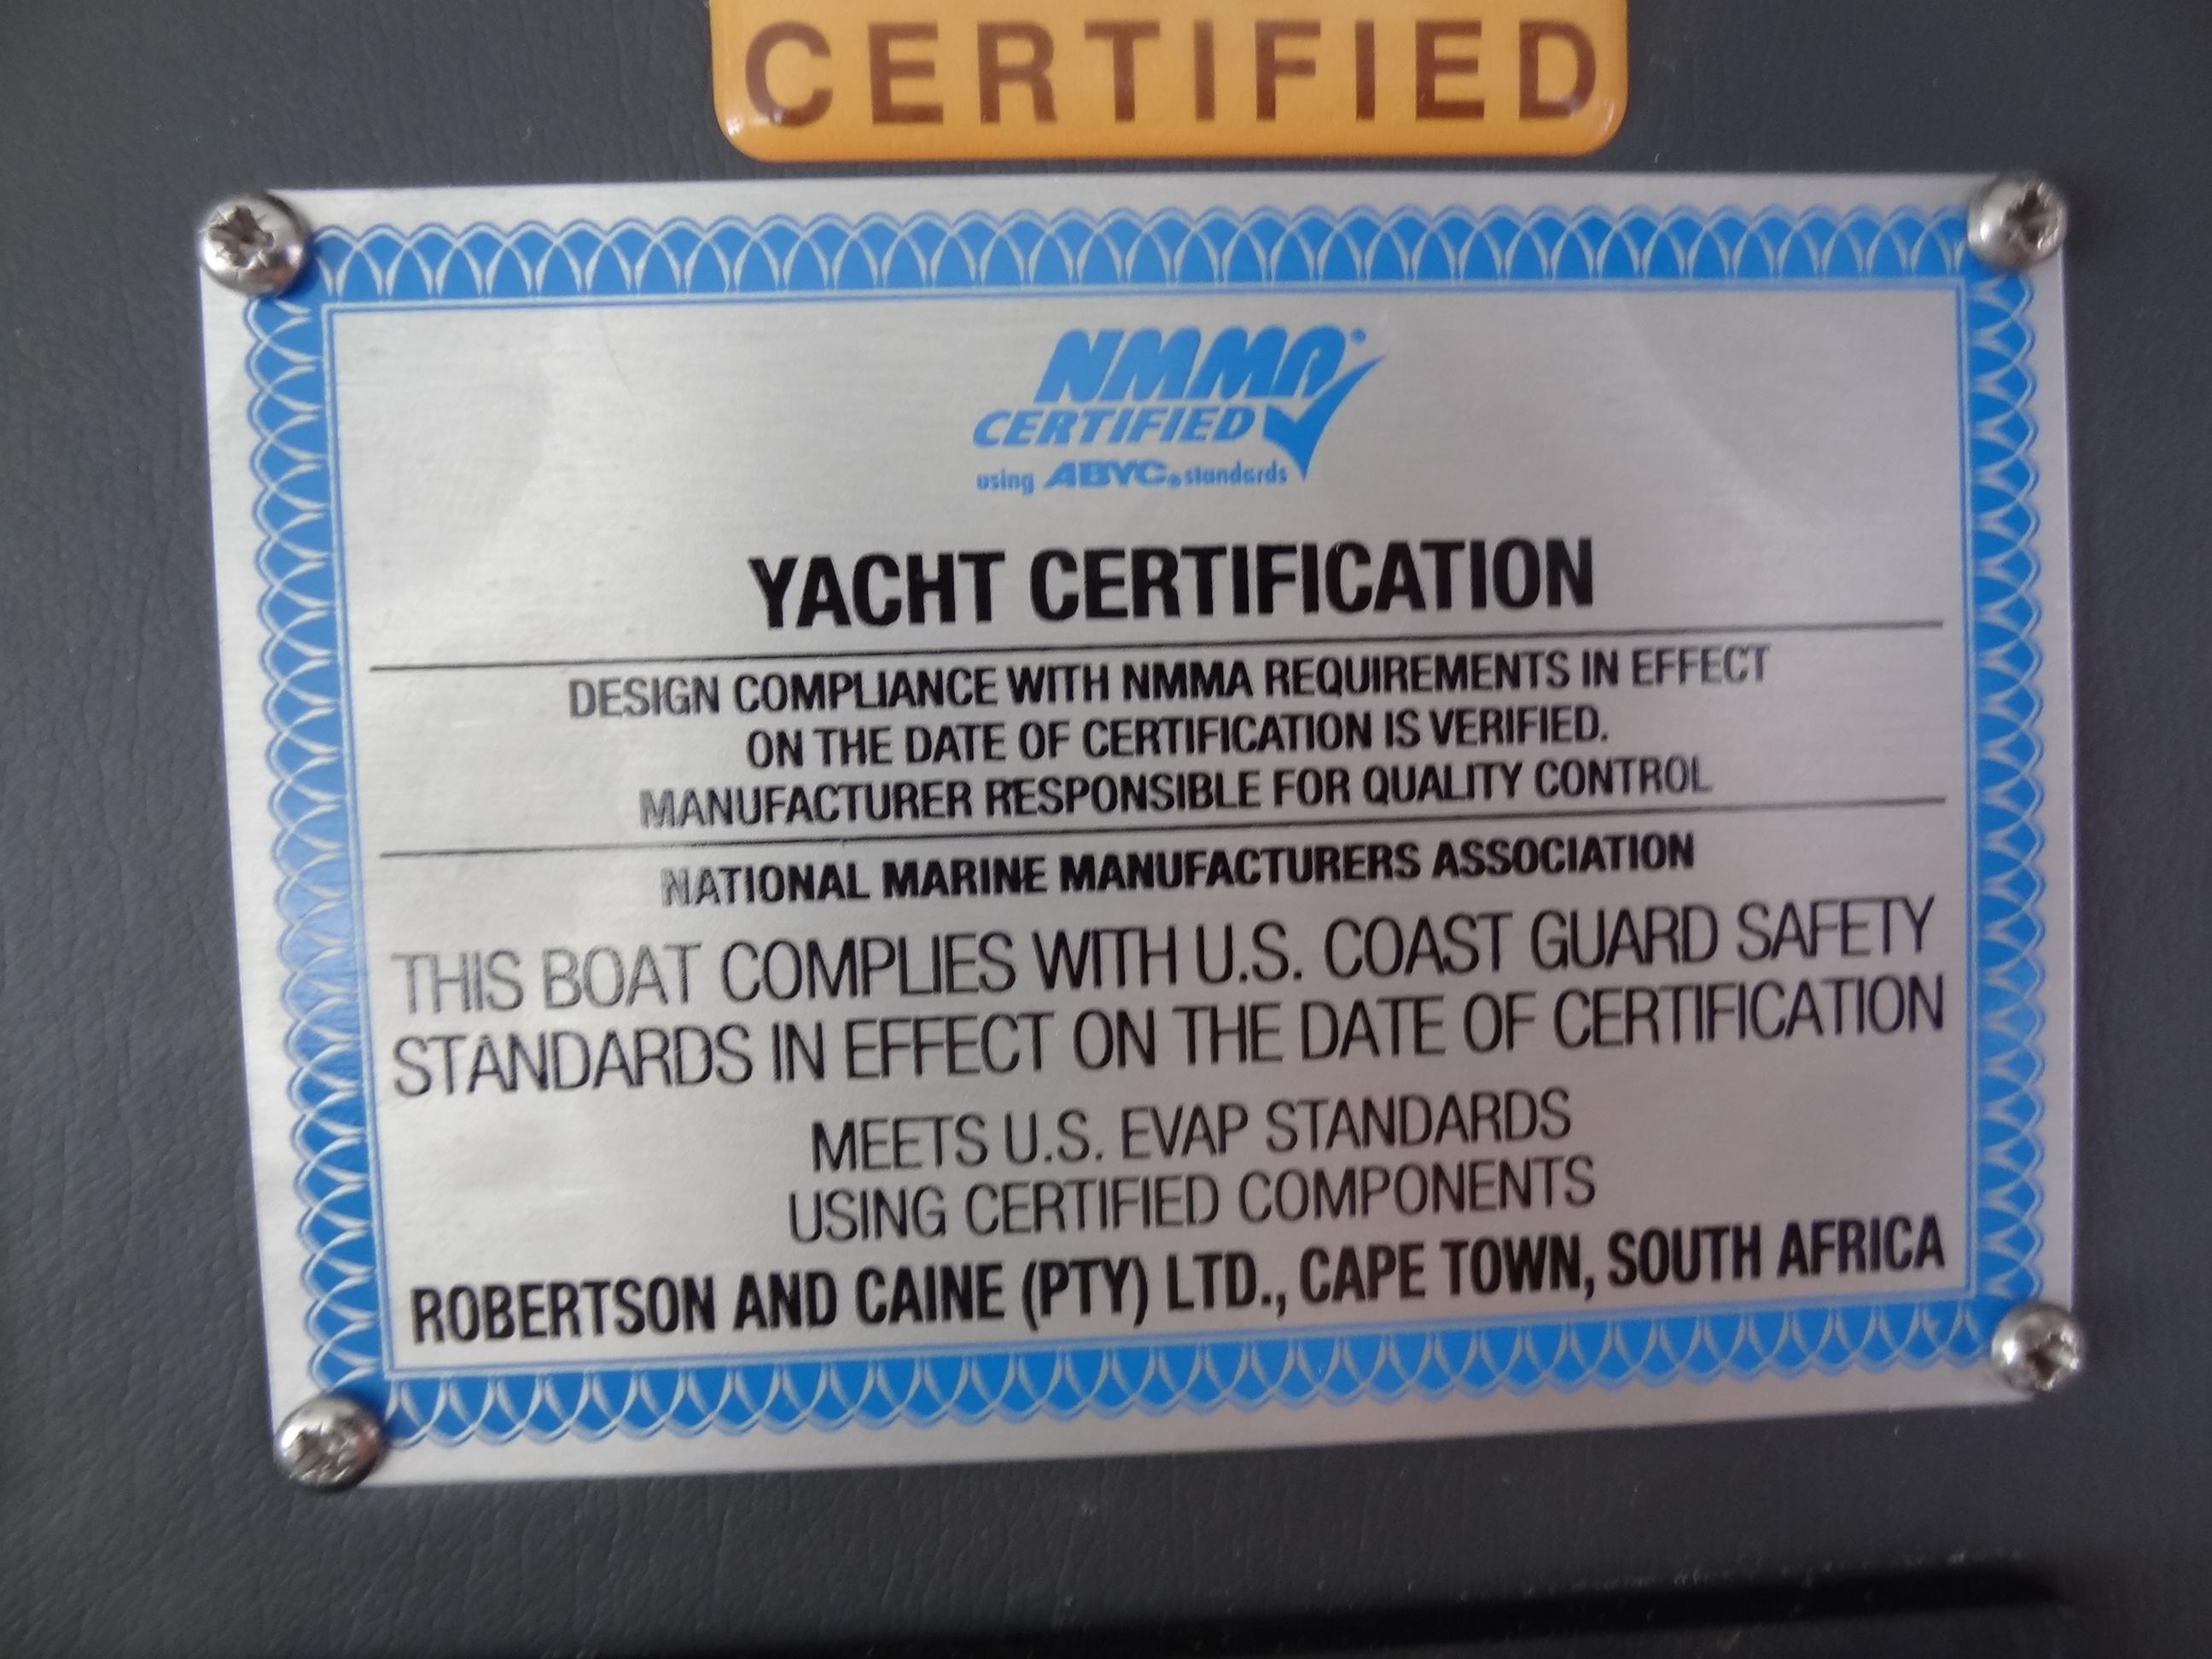 CERTIFIED
NMMA®
CERTIFIED
using ABYC® standards
YACHT CERTIFICATION
DESIGN COMPLIANCE WITH NMMA REQUIREMENTS IN EFFECT
ON THE DATE OF CERTIFICATION IS VERIFIED.
MANUFACTURER RESPONSIBLE FOR QUALITY CONTROL
NATIONAL MARINE MANUFACTURERS ASSOCIATION
THIS BOAT COMPLIES WITH U.S. COAST GUARD SAFETY
STANDARDS IN EFFECT ON THE DATE OF CERTIFICATION
MEETS U.S. EVAP STANDARDS
USING CERTIFIED COMPONENTS
ROBERTSON AND CAINE (PTY) LTD., CAPE TOWN, SOUTH AFRICA